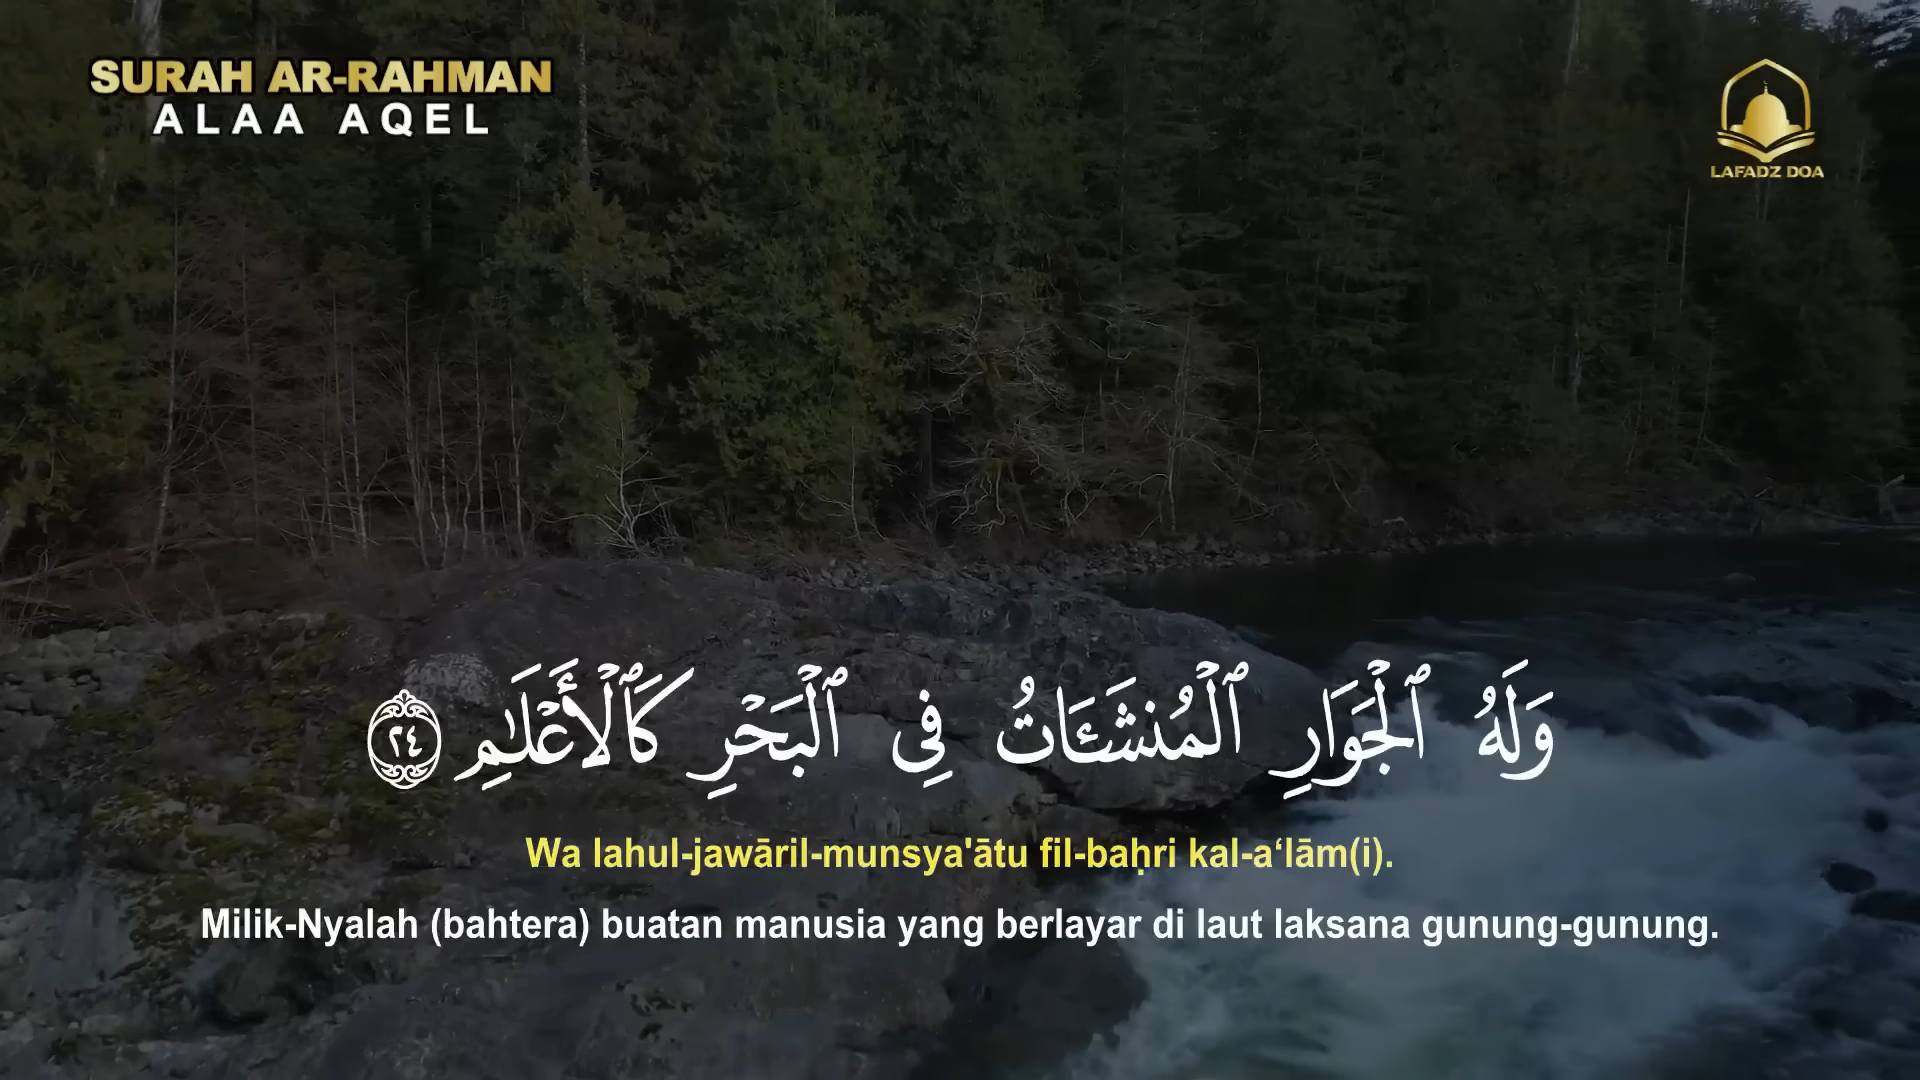 SURAH AR-RAHMAN
ALAA AQEL
LAFADZ DOA
وَلَهُ ٱلْجَوَارِ ٱلْمُنشَـَٔاتُ فِى ٱلْبَحْرِ كَٱلْأَعْلَـٰمِ ٢٤
Wa lahul-jawāril-munsya'ātu fil-baḥri kal-a‘lām(i).
Milik-Nyalah (bahtera) buatan manusia yang berlayar di laut laksana gunung-gunung.